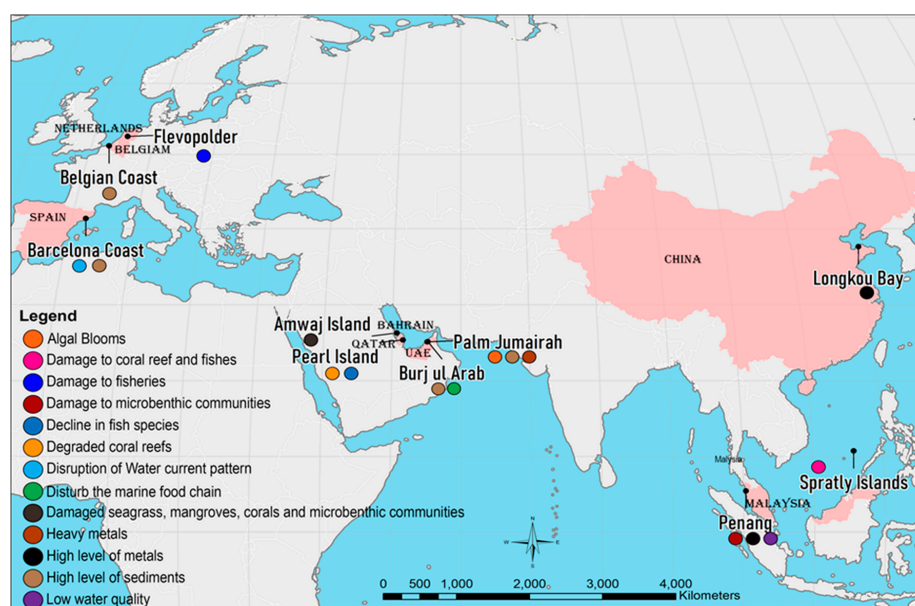 NETHERLANDS
Flevopolder
BELGIAM
Belgian Coast
SPAIN
Barcelona Coast
CHINA
Longkou Bay
Amwaj Island
BAHRAIN
QATAR
UAE
Palm Jumairah
Pearl Island
Burj ul Arab
Malysia
Spratly Islands
MALAYSIA
Penang
Legend
Algal Blooms
Damage to coral reef and fishes
Damage to fisheries
Damage to microbenthic communities
Decline in fish species
Degraded coral reefs
Disruption of Water current pattern
Disturb the marine food chain
Damaged seagrass, mangroves, corals and microbenthic communities
Heavy metals
High level of metals
High level of sediments
Low water quality
N
W E
S
0 500 1,000 2,000 3,000 4,000
Kilometers